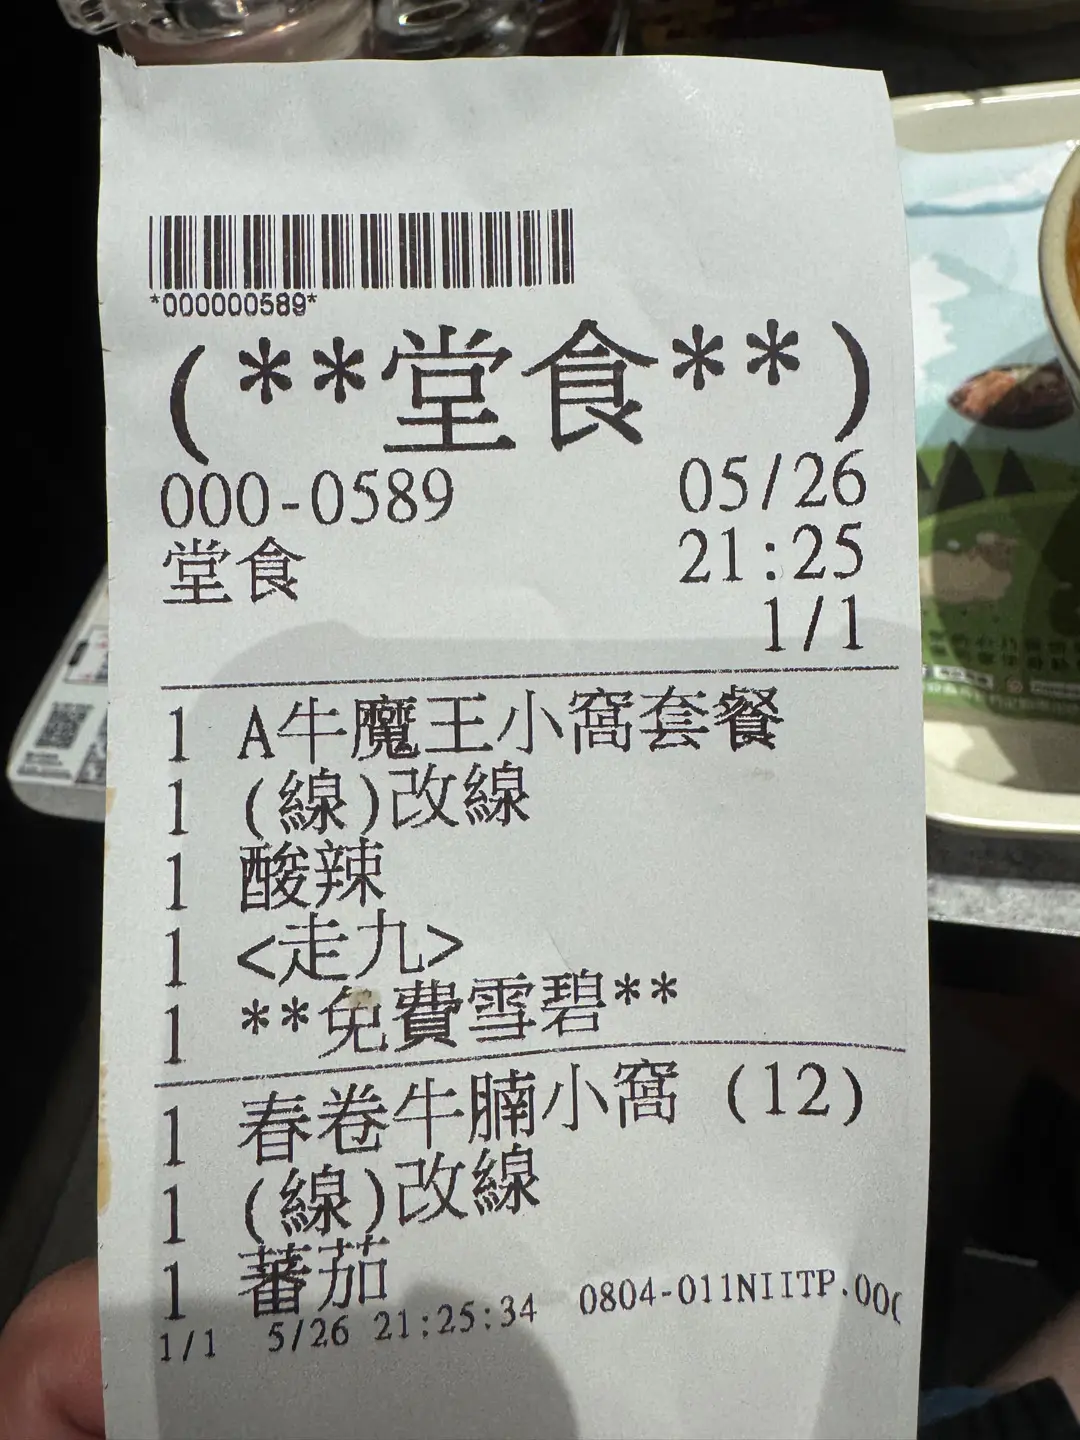 *000000589*
(**堂食**)
000-0589 05/26
堂食 21:25
1/1
1 A牛魔王小窩套餐
1 (線)改線
1 酸辣
1 <走九>
1 **免費雪碧**
1 春卷牛腩小窩 (12)
1 (線)改線
1 蕃茄
1/1 5/26 21:25:34 0804-011NIITP.00